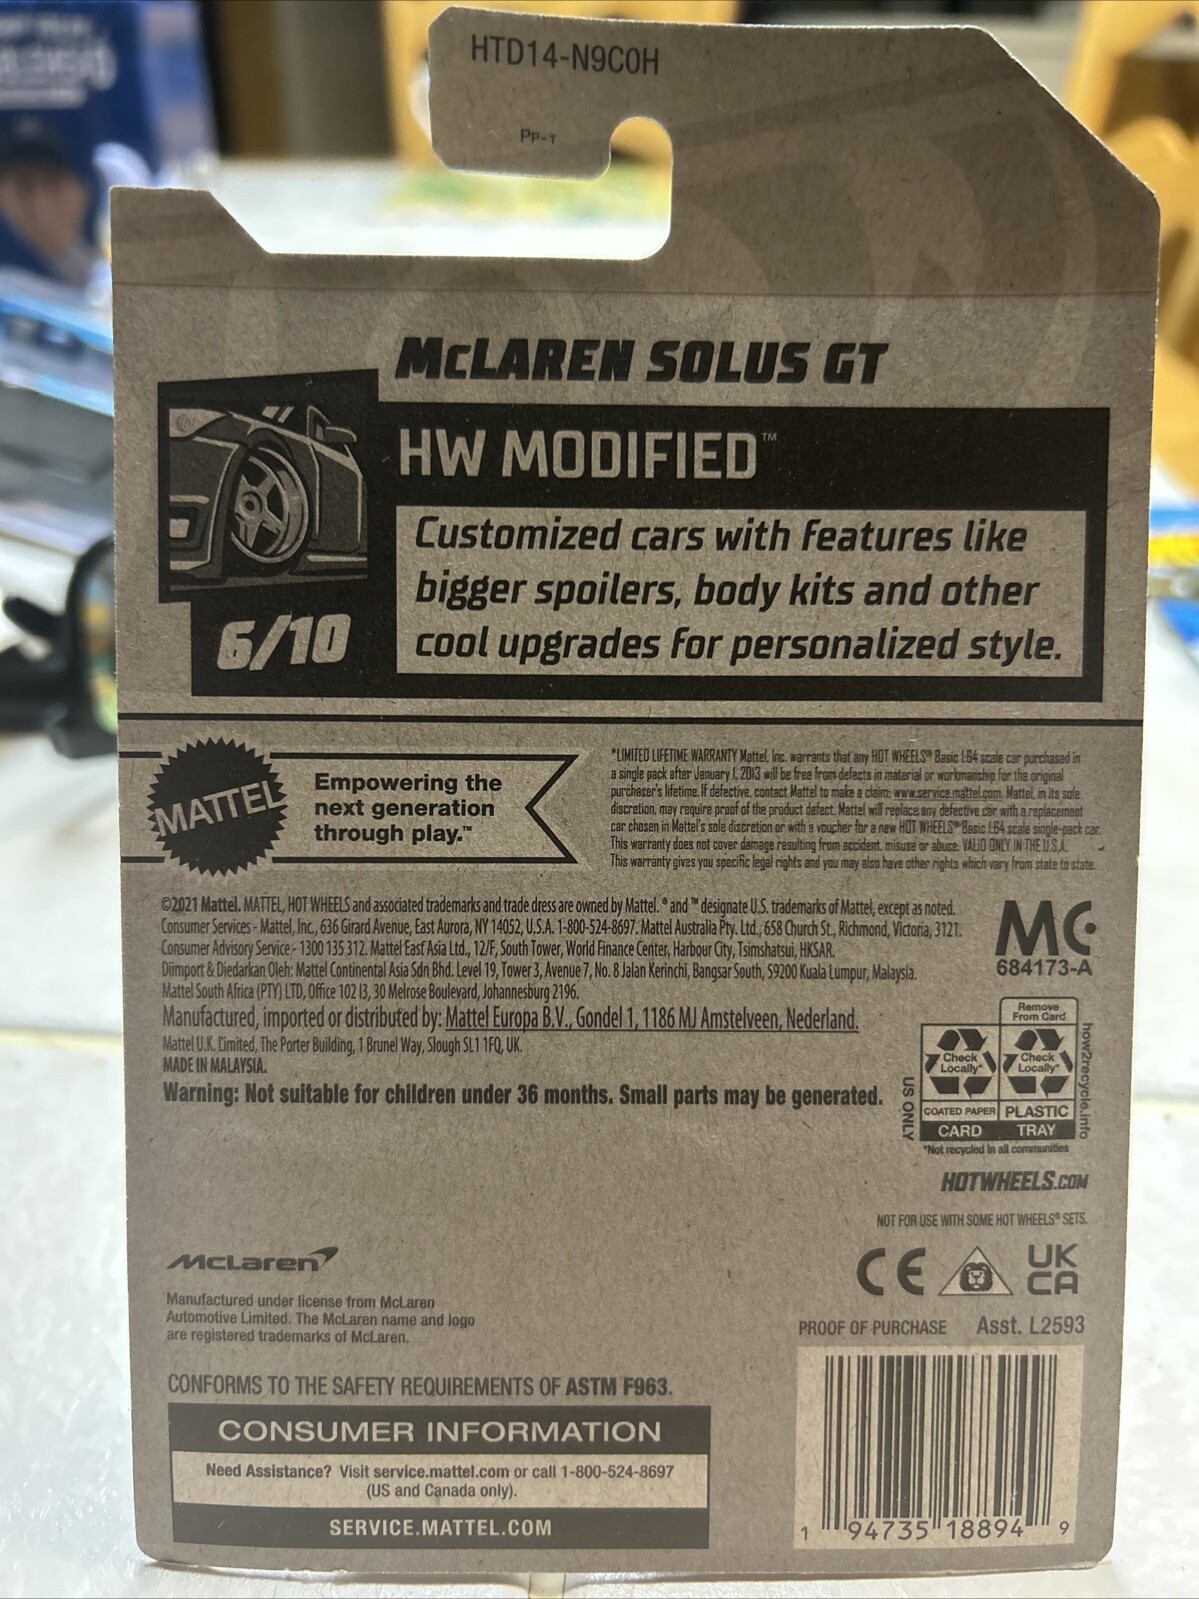 HTD14-N9C0H
PP-T
McLAREN SOLUS GT
HW MODIFIED™
Customized cars with features like
bigger spoilers, body kits and other
cool upgrades for personalized style.
6/10
MATTEL
Empowering the
next generation
through play.™
*LIMITED LIFETIME WARRANTY Mattel, Inc. warrants that any HOT WHEELS® Basic 1:64 scale car purchased in
a single pack after January 1, 2013 will be free from defects in material or workmanship for the original
purchaser's lifetime. If defective, contact Mattel to make a claim: www.service.mattel.com. Mattel, in its sole
discretion, may require proof of the product defect. Mattel will replace any defective car with a replacement
car chosen in Mattel's sole discretion or with a voucher for a new HOT WHEELS® Basic 1:64 scale single-pack car.
This warranty does not cover damage resulting from accident, misuse or abuse. VALID ONLY IN THE U.S.A.
This warranty gives you specific legal rights and you may also have other rights which vary from state to state.
©2021 Mattel. MATTEL, HOT WHEELS and associated trademarks and trade dress are owned by Mattel. ® and ™ designate U.S. trademarks of Mattel, except as noted.
Consumer Services - Mattel, Inc., 636 Girard Avenue, East Aurora, NY 14052, U.S.A. 1-800-524-8697. Mattel Australia Pty. Ltd., 658 Church St., Richmond, Victoria, 3121.
Consumer Advisory Service - 1300 135 312. Mattel East Asia Ltd., 12/F, South Tower, World Finance Center, Harbour City, Tsimshatsui, HKSAR.
Diimport & Diedarkan Oleh: Mattel Continental Asia Sdn Bhd. Level 19, Tower 3, Avenue 7, No. 8 Jalan Kerinchi, Bangsar South, 59200 Kuala Lumpur, Malaysia.
Mattel South Africa (PTY) LTD, Office 102 I3, 30 Melrose Boulevard, Johannesburg 2196.
Manufactured, imported or distributed by: Mattel Europa B.V., Gondel 1, 1186 MJ Amstelveen, Nederland.
Mattel U.K. Limited, The Porter Building, 1 Brunel Way, Slough SL1 1FQ, UK.
MADE IN MALAYSIA.
Warning: Not suitable for children under 36 months. Small parts may be generated.
MC
684173-A
Remove
From Card
Check
Locally*
Check
Locally*
COATED PAPER
PLASTIC
CARD
TRAY
US ONLY
how2recycle.info
*Not recycled in all communities
HOTWHEELS.COM
NOT FOR USE WITH SOME HOT WHEELS® SETS.
CE
UK
CA
McLaren
Manufactured under license from McLaren
Automotive Limited. The McLaren name and logo
are registered trademarks of McLaren.
PROOF OF PURCHASE Asst. L2593
CONFORMS TO THE SAFETY REQUIREMENTS OF ASTM F963.
CONSUMER INFORMATION
Need Assistance? Visit service.mattel.com or call 1-800-524-8697
(US and Canada only).
SERVICE.MATTEL.COM
1 94735 18894 9